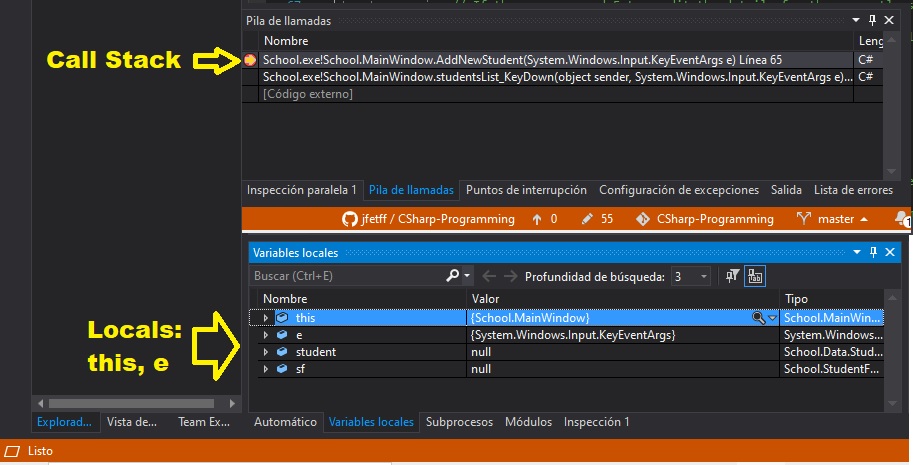 Pila de llamadas
Nombre Leng
Call Stack
School.exe!School.MainWindow.AddNewStudent(System.Windows.Input.KeyEventArgs e) Línea 65 C#
School.exe!School.MainWindow.studentsList_KeyDown(object sender, System.Windows.Input.KeyEventArgs e)... C#
[Código externo]
Inspección paralela 1 Pila de llamadas Puntos de interrupción Configuración de excepciones Salida Lista de errores
jfetff / CSharp-Programming 0 55 CSharp-Programming master 1
Variables locales
Buscar (Ctrl+E) Profundidad de búsqueda: 3
Nombre Valor Tipo
this {School.MainWindow} School.MainWin...
e {System.Windows.Input.KeyEventArgs} System.Windows...
student null School.Data.Stud...
sf null School.StudentF...
Locals:
this, e
Explorad... Vista de... Team Ex...
Automático Variables locales Subprocesos Módulos Inspección 1
Listo